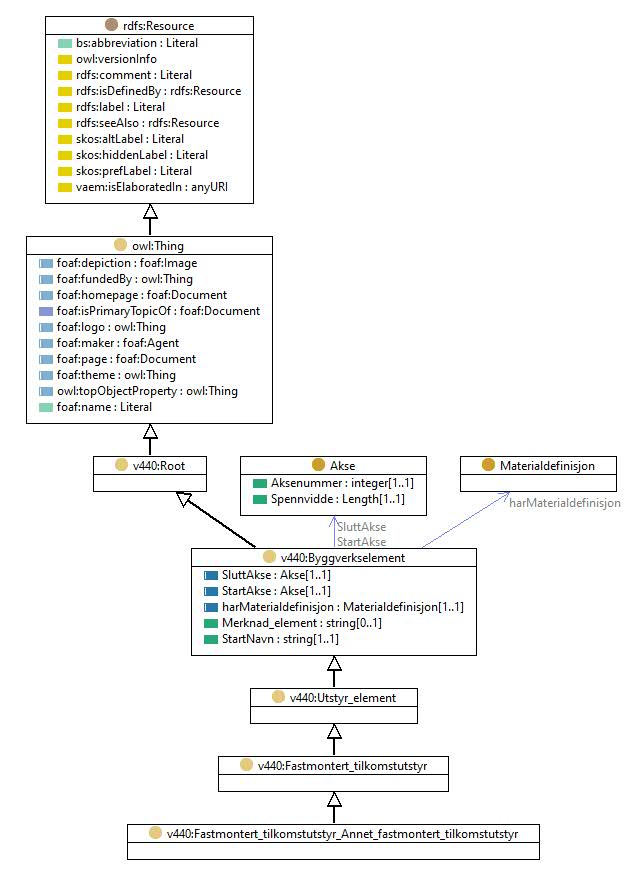 rdfs:Resource
bs:abbreviation : Literal
owl:versionInfo
rdfs:comment : Literal
rdfs:isDefinedBy : rdfs:Resource
rdfs:label : Literal
rdfs:seeAlso : rdfs:Resource
skos:altLabel : Literal
skos:hiddenLabel : Literal
skos:prefLabel : Literal
vaem:isElaboratedIn : anyURI
owl:Thing
foaf:depiction : foaf:Image
foaf:fundedBy : owl:Thing
foaf:homepage : foaf:Document
foaf:isPrimaryTopicOf : foaf:Document
foaf:logo : owl:Thing
foaf:maker : foaf:Agent
foaf:page : foaf:Document
foaf:theme : owl:Thing
owl:topObjectProperty : owl:Thing
foaf:name : Literal
v440:Root
Akse
Aksenummer : integer[1..1]
Spennvidde : Length[1..1]
Materialdefinisjon
harMaterialdefinisjon
SluttAkse
StartAkse
v440:Byggverkselement
SluttAkse : Akse[1..1]
StartAkse : Akse[1..1]
harMaterialdefinisjon : Materialdefinisjon[1..1]
Merknad_element : string[0..1]
StartNavn : string[1..1]
v440:Utstyr_element
v440:Fastmontert_tilkomstutstyr
v440:Fastmontert_tilkomstutstyr_Annet_fastmontert_tilkomstutstyr